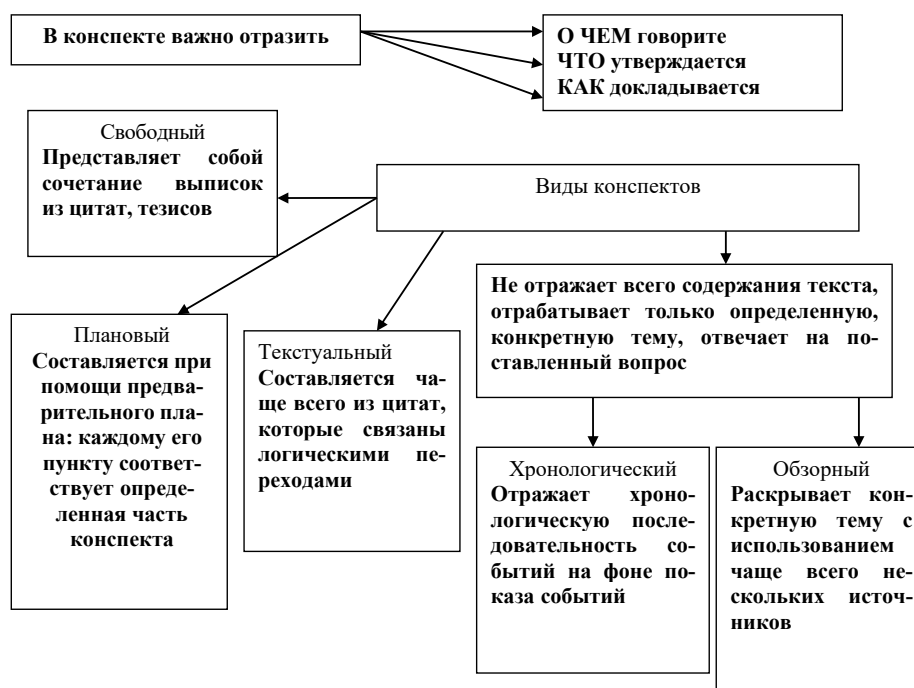 В конспекте важно отразить
О ЧЕМ говорите
ЧТО утверждается
КАК докладывается
Свободный
Представляет собой
сочетание выписок
из цитат, тезисов
Виды конспектов
Не отражает всего содержания текста,
отрабатывает только определенную,
конкретную тему, отвечает на по-
ставленный вопрос
Плановый
Составляется при
помощи предва-
рительного пла-
на: каждому его
пункту соответ-
ствует опреде-
ленная часть
конспекта
Текстуальный
Составляется ча-
ще всего из цитат,
которые связаны
логическими пе-
реходами
Хронологический
Отражает хроно-
логическую после-
довательность со-
бытий на фоне по-
каза событий
Обзорный
Раскрывает кон-
кретную тему с
использованием
чаще всего не-
скольких источ-
ников